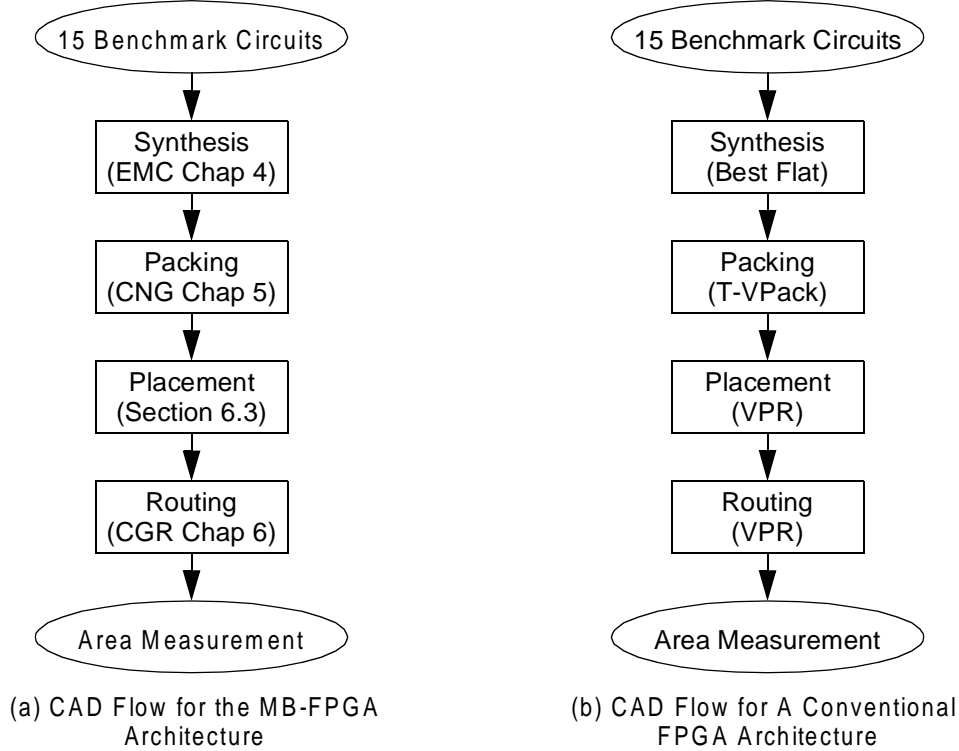 15 Benchmark Circuits
Synthesis
(EMC Chap 4)
Packing
(CNG Chap 5)
Placement
(Section 6.3)
Routing
(CGR Chap 6)
Area Measurement
(a) CAD Flow for the MB-FPGA
Architecture
15 Benchmark Circuits
Synthesis
(Best Flat)
Packing
(T-VPack)
Placement
(VPR)
Routing
(VPR)
Area Measurement
(b) CAD Flow for A Conventional
FPGA Architecture